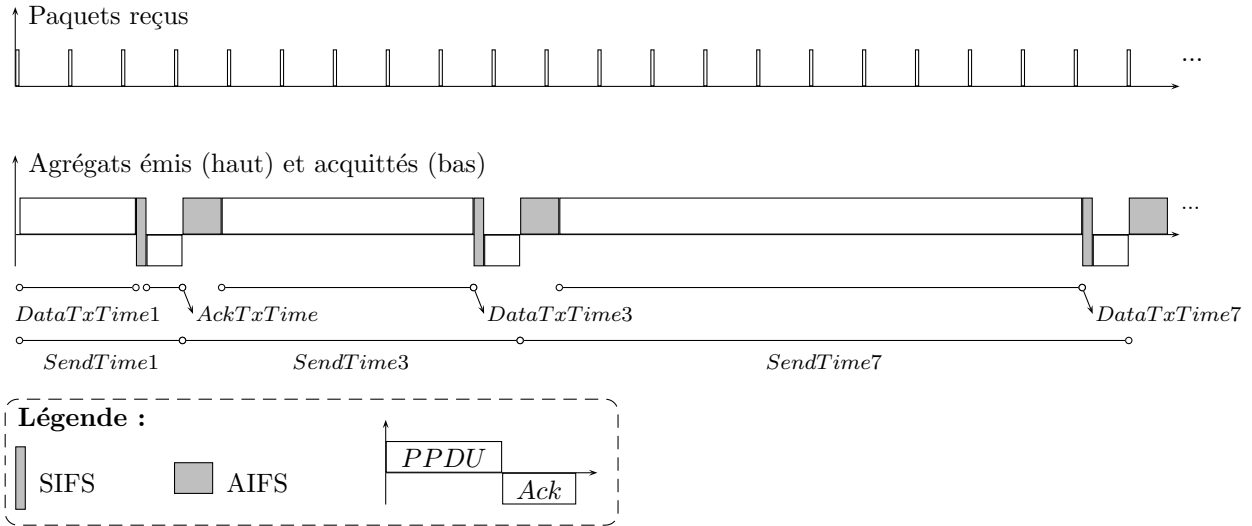 Paquets reçus
...
Agrégats émis (haut) et acquittés (bas)
...
DataTxTime1 AckTxTime DataTxTime3 DataTxTime7
SendTime1 SendTime3 SendTime7
Légende :
SIFS AIFS PPDU
Ack